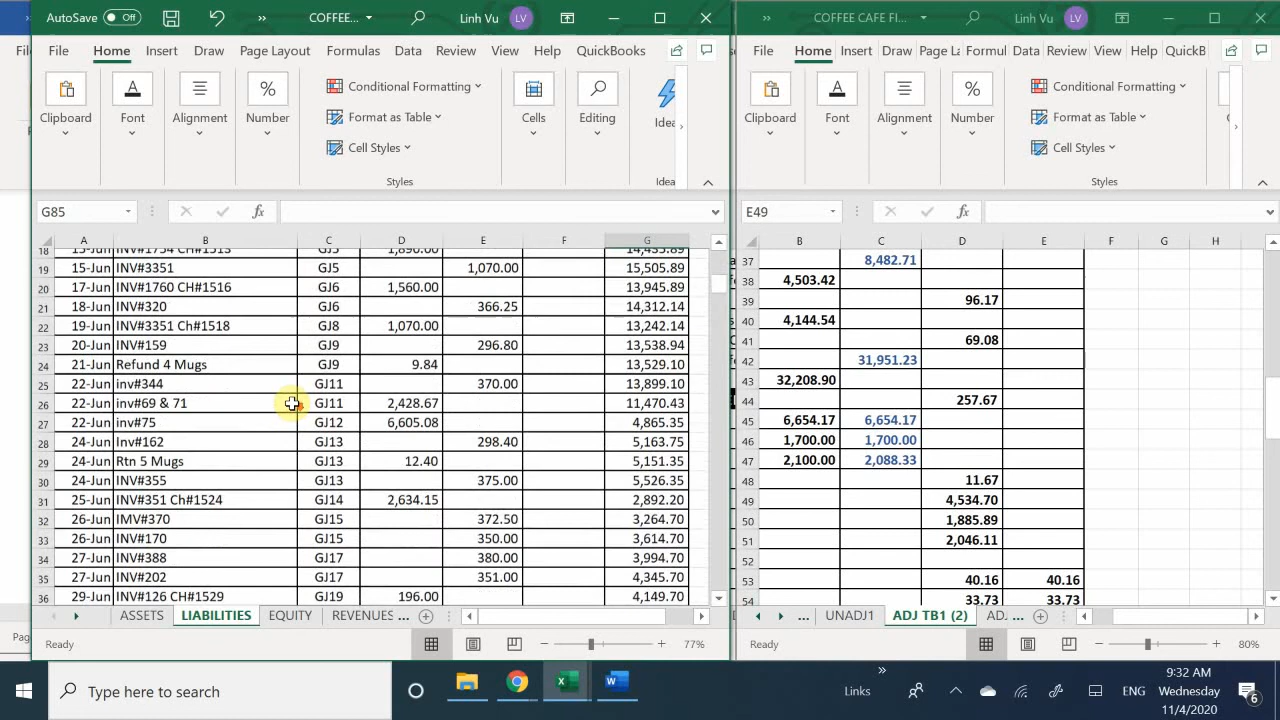 AutoSave Off » COFFEE... Linh Vu LV
File Home Insert Draw Page Layout Formulas Data Review View Help QuickBooks
Clipboard Font Alignment Number
Conditional Formatting
Format as Table
Cell Styles
Styles
Cells Editing Idea
Idea
G85 fx
A B C D E F G
18 13-Jun INV#1754 CH#1513 GJ5 1,890.00 14,435.89
19 15-Jun INV#3351 GJ5 1,070.00 15,505.89
20 17-Jun INV#1760 CH#1516 GJ6 1,560.00 13,945.89
21 18-Jun INV#320 GJ6 366.25 14,312.14
22 19-Jun INV#3351 Ch#1518 GJ8 1,070.00 13,242.14
23 20-Jun INV#159 GJ9 296.80 13,538.94
24 21-Jun Refund 4 Mugs GJ9 9.84 13,529.10
25 22-Jun inv#344 GJ11 370.00 13,899.10
26 22-Jun inv#69 & 71 GJ11 2,428.67 11,470.43
27 22-Jun inv#75 GJ12 6,605.08 4,865.35
28 24-Jun Inv#162 GJ13 298.40 5,163.75
29 24-Jun Rtn 5 Mugs GJ13 12.40 5,151.35
30 24-Jun INV#355 GJ13 375.00 5,526.35
31 25-Jun INV#351 Ch#1524 GJ14 2,634.15 2,892.20
32 26-Jun IMV#370 GJ15 372.50 3,264.70
33 26-Jun INV#170 GJ15 350.00 3,614.70
34 27-Jun INV#388 GJ17 380.00 3,994.70
35 27-Jun INV#202 GJ17 351.00 4,345.70
36 29-Jun INV#126 CH#1529 GJ19 196.00 4,149.70
ASSETS LIABILITIES EQUITY REVENUES ...
Ready 77%
» COFFEE CAFE FI... Linh Vu LV
File Home Insert Draw Page La Formul Data Review View Help QuickB
Clipboard Font Alignment Number
Conditional Formatting
Format as Table
Cell Styles
Styles
E49 fx
B C D E F G H
37 8,482.71
38 4,503.42
39 96.17
40 4,144.54
41 69.08
42 31,951.23
43 32,208.90
44 257.67
45 6,654.17 6,654.17
46 1,700.00 1,700.00
47 2,100.00 2,088.33
48 11.67
49 4,534.70
50 1,885.89
51 2,046.11
52
53 40.16 40.16
54 33.73 33.73
... UNADJ1 ADJ TB1 (2) AD. ...
Ready 80%
Fil
Pag
Type here to search
Links » ENG 9:32 AM
Wednesday
11/4/2020 6